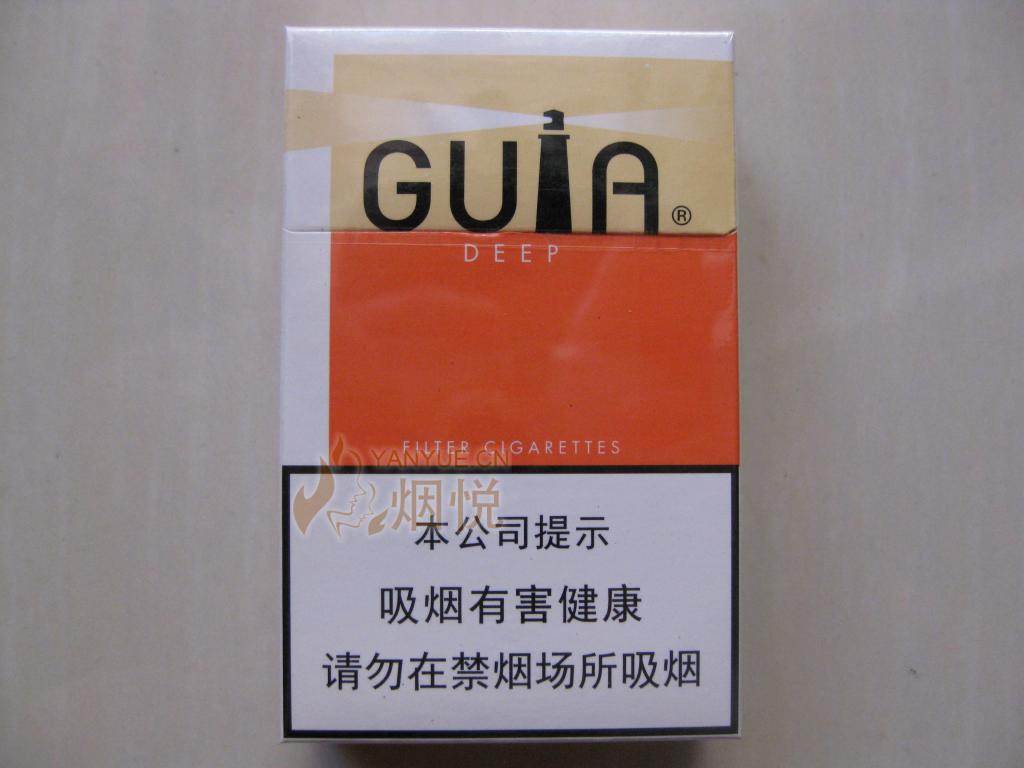 GUIA®
DEEP
FILTER CIGARETTES
YANYUE.CN
烟悦
本公司提示
吸烟有害健康
请勿在禁烟场所吸烟